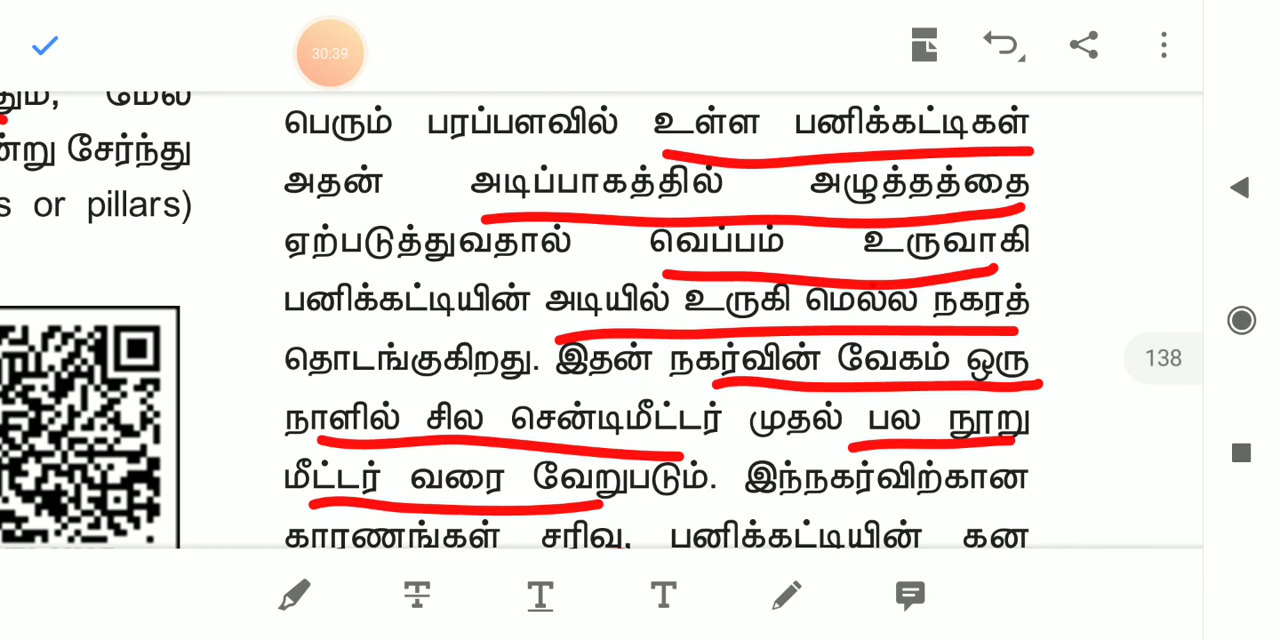 30:39
தும், மேல்
ன்று சேர்ந்து
s or pillars)
பெரும் பரப்பளவில் உள்ள பனிக்கட்டிகள்
அதன் அடிப்பாகத்தில் அழுத்தத்தை
ஏற்படுத்துவதால் வெப்பம் உருவாகி
பனிக்கட்டியின் அடியில் உருகி மெல்ல நகரத்
தொடங்குகிறது. இதன் நகர்வின் வேகம் ஒரு
நாளில் சில சென்டிமீட்டர் முதல் பல நூறு
மீட்டர் வரை வேறுபடும். இந்நகர்விற்கான
காரணங்கள் சரிவு, பனிக்கட்டியின் கன
138